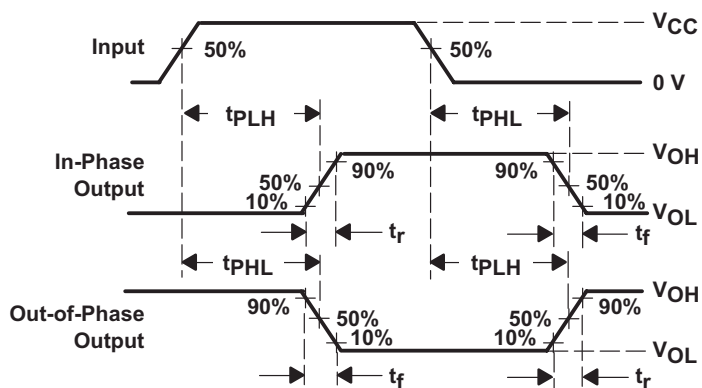 VCC
Input
50%
50%
0 V
tPLH
tPHL
In-Phase
Output
VOH
90%
90%
50%
50%
10%
10%
VOL
tr
tf
tPHL
tPLH
Out-of-Phase
Output
VOH
90%
90%
50%
50%
10%
10%
VOL
tf
tr